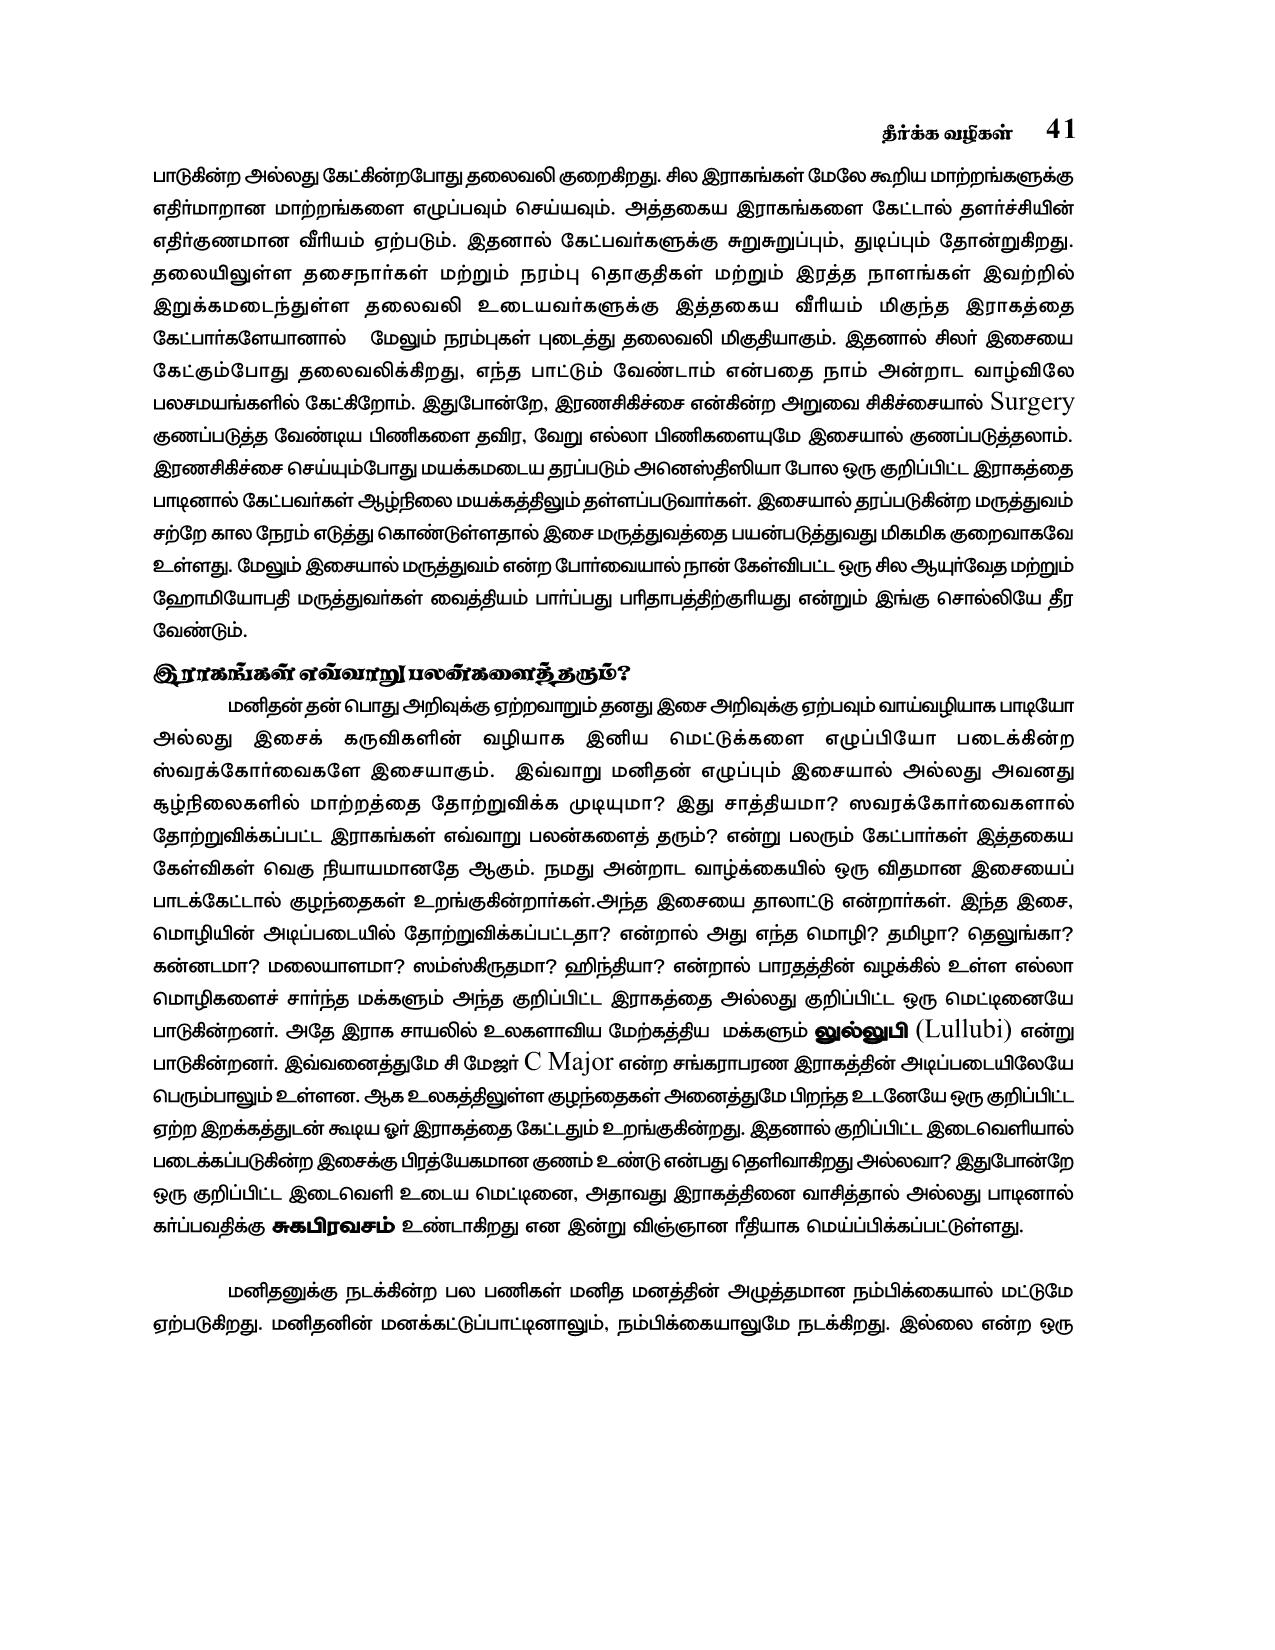 தீர்க்க வழிகள் 41
பாடுகின்ற அல்லது கேட்கின்றபோது தலைவலி குறைகிறது. சில இராகங்கள் மேலே கூறிய மாற்றங்களுக்கு
எதிர்மாறான மாற்றங்களை எழுப்பவும் செய்யவும். அத்தகைய இராகங்களை கேட்டால் தளர்ச்சியின்
எதிர்குணமான வீரியம் ஏற்படும். இதனால் கேட்பவர்களுக்கு சுறுசுறுப்பும், துடிப்பும் தோன்றுகிறது.
தலையிலுள்ள தசைநார்கள் மற்றும் நரம்பு தொகுதிகள் மற்றும் இரத்த நாளங்கள் இவற்றில்
இறுக்கமடைந்துள்ள தலைவலி உடையவர்களுக்கு இத்தகைய வீரியம் மிகுந்த இராகத்தை
கேட்பார்களேயானால் மேலும் நரம்புகள் புடைத்து தலைவலி மிகுதியாகும். இதனால் சிலர் இசையை
கேட்கும்போது தலைவலிக்கிறது, எந்த பாட்டும் வேண்டாம் என்பதை நாம் அன்றாட வாழ்விலே
பலசமயங்களில் கேட்கிறோம். இதுபோன்றே, இரணசிகிச்சை என்கின்ற அறுவை சிகிச்சையால் Surgery
குணப்படுத்த வேண்டிய பிணிகளை தவிர, வேறு எல்லா பிணிகளையுமே இசையால் குணப்படுத்தலாம்.
இரணசிகிச்சை செய்யும்போது மயக்கமடைய தரப்படும் அனெஸ்திஸியா போல ஒரு குறிப்பிட்ட இராகத்தை
பாடினால் கேட்பவர்கள் ஆழ்நிலை மயக்கத்திலும் தள்ளப்படுவார்கள். இசையால் தரப்படுகின்ற மருத்துவம்
சற்றே கால நேரம் எடுத்து கொண்டுள்ளதால் இசை மருத்துவத்தை பயன்படுத்துவது மிகமிக குறைவாகவே
உள்ளது. மேலும் இசையால் மருத்துவம் என்ற போர்வையால் நான் கேள்விபட்ட ஒரு சில ஆயுர்வேத மற்றும்
ஹோமியோபதி மருத்துவர்கள் வைத்தியம் பார்ப்பது பரிதாபத்திற்குரியது என்றும் இங்கு சொல்லியே தீர
வேண்டும்.
இராகங்கள் எவ்வாறு பலன்களைத் தரும்?
மனிதன் தன் பொது அறிவுக்கு ஏற்றவாறும் தனது இசை அறிவுக்கு ஏற்பவும் வாய்வழியாக பாடியோ
அல்லது இசைக் கருவிகளின் வழியாக இனிய மெட்டுக்களை எழுப்பியோ படைக்கின்ற
ஸ்வரக்கோர்வைகளே இசையாகும். இவ்வாறு மனிதன் எழுப்பும் இசையால் அல்லது அவனது
சூழ்நிலைகளில் மாற்றத்தை தோற்றுவிக்க முடியுமா? இது சாத்தியமா? ஸவரக்கோர்வைகளால்
தோற்றுவிக்கப்பட்ட இராகங்கள் எவ்வாறு பலன்களைத் தரும்? என்று பலரும் கேட்பார்கள் இத்தகைய
கேள்விகள் வெகு நியாயமானதே ஆகும். நமது அன்றாட வாழ்க்கையில் ஒரு விதமான இசையைப்
பாடக்கேட்டால் குழந்தைகள் உறங்குகின்றார்கள்.அந்த இசையை தாலாட்டு என்றார்கள். இந்த இசை,
மொழியின் அடிப்படையில் தோற்றுவிக்கப்பட்டதா? என்றால் அது எந்த மொழி? தமிழா? தெலுங்கா?
கன்னடமா? மலையாளமா? ஸம்ஸ்கிருதமா? ஹிந்தியா? என்றால் பாரதத்தின் வழக்கில் உள்ள எல்லா
மொழிகளைச் சார்ந்த மக்களும் அந்த குறிப்பிட்ட இராகத்தை அல்லது குறிப்பிட்ட ஒரு மெட்டினையே
பாடுகின்றனர். அதே இராக சாயலில் உலகளாவிய மேற்கத்திய மக்களும் லுல்லுபி (Lullubi) என்று
பாடுகின்றனர். இவ்வனைத்துமே சி மேஜர் C Major என்ற சங்கராபரண இராகத்தின் அடிப்படையிலேயே
பெரும்பாலும் உள்ளன. ஆக உலகத்திலுள்ள குழந்தைகள் அனைத்துமே பிறந்த உடனேயே ஒரு குறிப்பிட்ட
ஏற்ற இறக்கத்துடன் கூடிய ஓர் இராகத்தை கேட்டதும் உறங்குகின்றது. இதனால் குறிப்பிட்ட இடைவெளியால்
படைக்கப்படுகின்ற இசைக்கு பிரத்யேகமான குணம் உண்டு என்பது தெளிவாகிறது அல்லவா? இதுபோன்றே
ஒரு குறிப்பிட்ட இடைவெளி உடைய மெட்டினை, அதாவது இராகத்தினை வாசித்தால் அல்லது பாடினால்
கர்ப்பவதிக்கு சுகபிரவசம் உண்டாகிறது என இன்று விஞ்ஞான ரீதியாக மெய்ப்பிக்கப்பட்டுள்ளது.
மனிதனுக்கு நடக்கின்ற பல பணிகள் மனித மனத்தின் அழுத்தமான நம்பிக்கையால் மட்டுமே
ஏற்படுகிறது. மனிதனின் மனக்கட்டுப்பாட்டினாலும், நம்பிக்கையாலுமே நடக்கிறது. இல்லை என்ற ஒரு